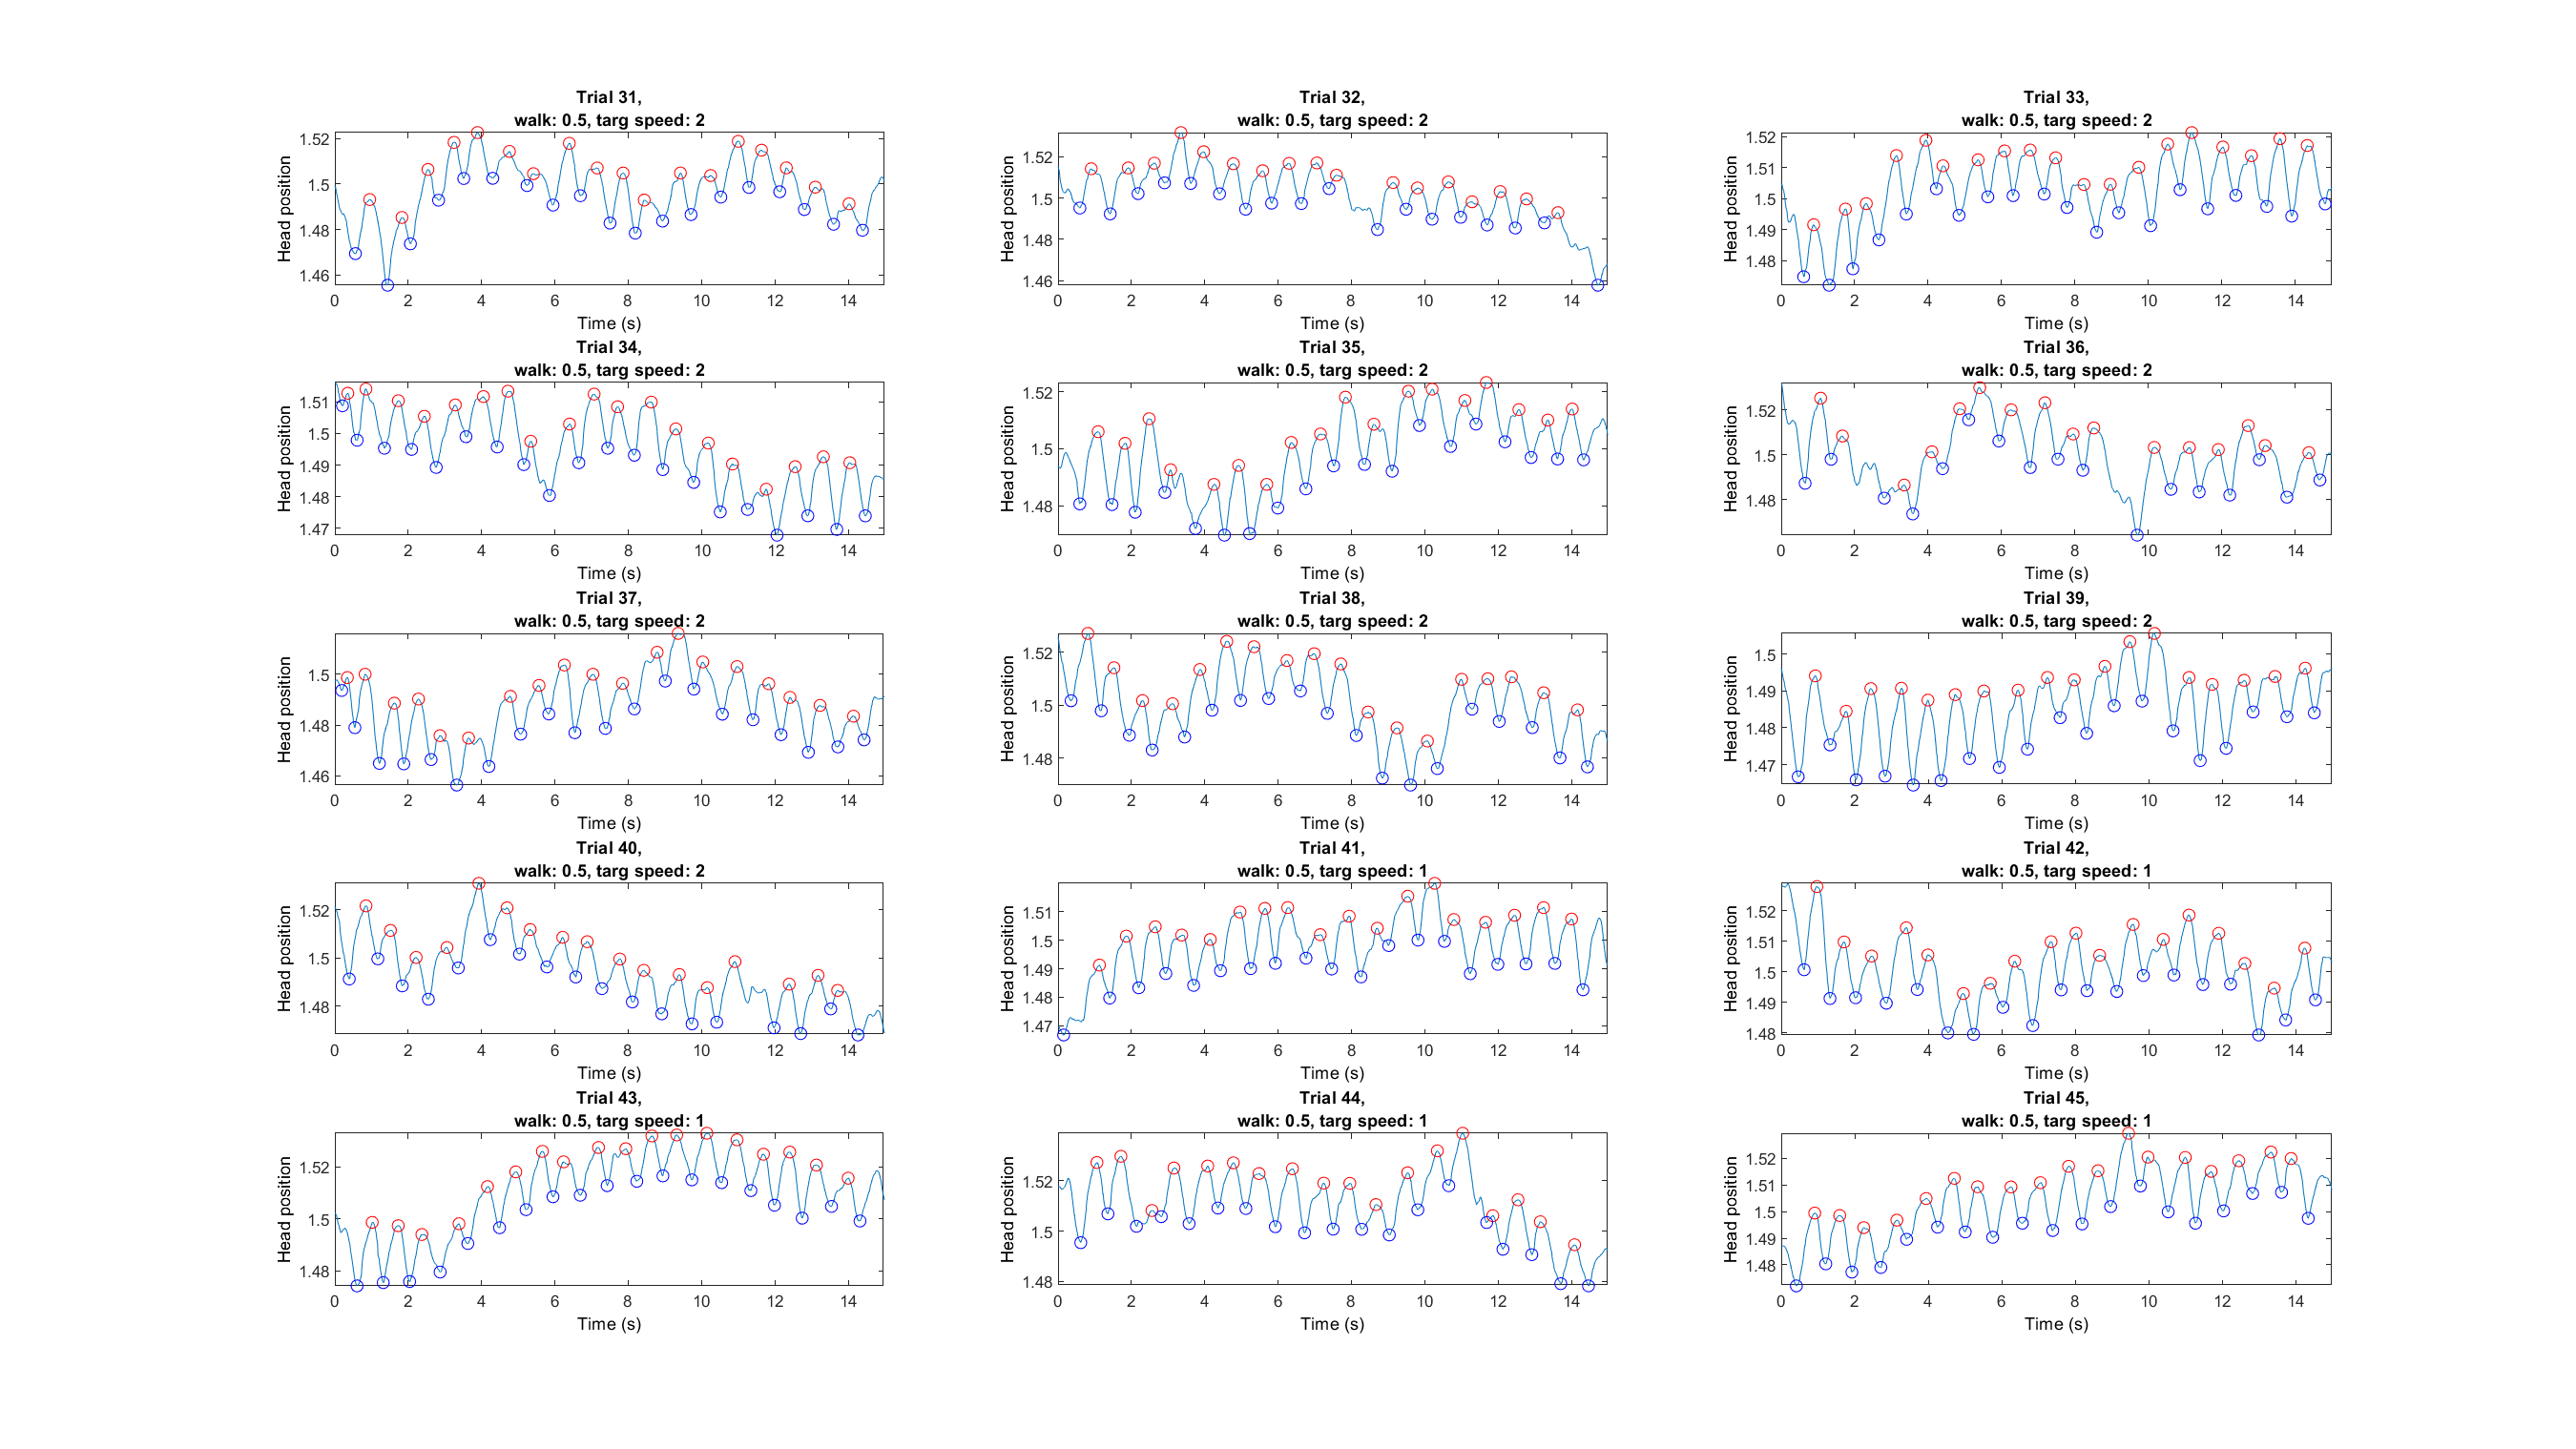 Trial 31,
walk: 0.5, targ speed: 2
Head position
1.52
1.5
1.48
1.46
0 2 4 6 8 10 12 14
Time (s)
Trial 32,
walk: 0.5, targ speed: 2
Head position
1.52
1.5
1.48
1.46
0 2 4 6 8 10 12 14
Time (s)
Trial 33,
walk: 0.5, targ speed: 2
Head position
1.52
1.51
1.5
1.49
1.48
0 2 4 6 8 10 12 14
Time (s)
Trial 34,
walk: 0.5, targ speed: 2
Head position
1.51
1.5
1.49
1.48
1.47
0 2 4 6 8 10 12 14
Time (s)
Trial 35,
walk: 0.5, targ speed: 2
Head position
1.52
1.5
1.48
0 2 4 6 8 10 12 14
Time (s)
Trial 36,
walk: 0.5, targ speed: 2
Head position
1.52
1.5
1.48
0 2 4 6 8 10 12 14
Time (s)
Trial 37,
walk: 0.5, targ speed: 2
Head position
1.5
1.48
1.46
0 2 4 6 8 10 12 14
Time (s)
Trial 38,
walk: 0.5, targ speed: 2
Head position
1.52
1.5
1.48
0 2 4 6 8 10 12 14
Time (s)
Trial 39,
walk: 0.5, targ speed: 2
Head position
1.5
1.49
1.48
1.47
0 2 4 6 8 10 12 14
Time (s)
Trial 40,
walk: 0.5, targ speed: 2
Head position
1.52
1.5
1.48
0 2 4 6 8 10 12 14
Time (s)
Trial 41,
walk: 0.5, targ speed: 1
Head position
1.51
1.5
1.49
1.48
1.47
0 2 4 6 8 10 12 14
Time (s)
Trial 42,
walk: 0.5, targ speed: 1
Head position
1.52
1.51
1.5
1.49
1.48
0 2 4 6 8 10 12 14
Time (s)
Trial 43,
walk: 0.5, targ speed: 1
Head position
1.52
1.5
1.48
0 2 4 6 8 10 12 14
Time (s)
Trial 44,
walk: 0.5, targ speed: 1
Head position
1.52
1.5
1.48
0 2 4 6 8 10 12 14
Time (s)
Trial 45,
walk: 0.5, targ speed: 1
Head position
1.52
1.51
1.5
1.49
1.48
0 2 4 6 8 10 12 14
Time (s)